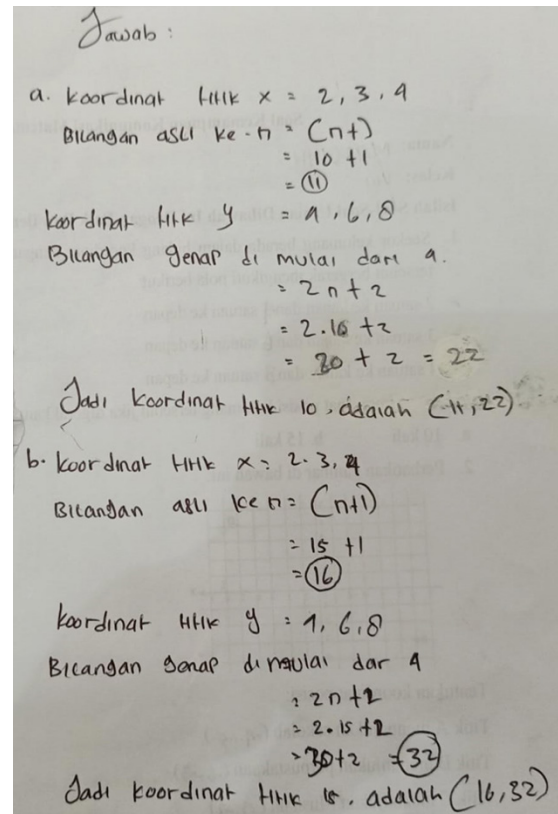 Jawab :
a. Koordinat titik x = 2, 3, 4
Bilangan asli ke-n = (n+1)
= 10 + 1
= 11
Koordinat titik y = 4, 6, 8
Bilangan genap di mulai dari 4.
= 2n + 2
= 2.10 + 2
= 20 + 2 = 22
Jadi koordinat titik 10. adalah (11,22)
b. Koordinat titik x = 2. 3, 4
Bilangan asli ke n = (n+1)
= 15 + 1
= 16
Koordinat titik y = 4, 6, 8
Bilangan genap di mulai dar 4
= 2n + 2
= 2.15 + 2
= 30 + 2 = 32
Jadi koordinat titik 15. adalah (16,32)